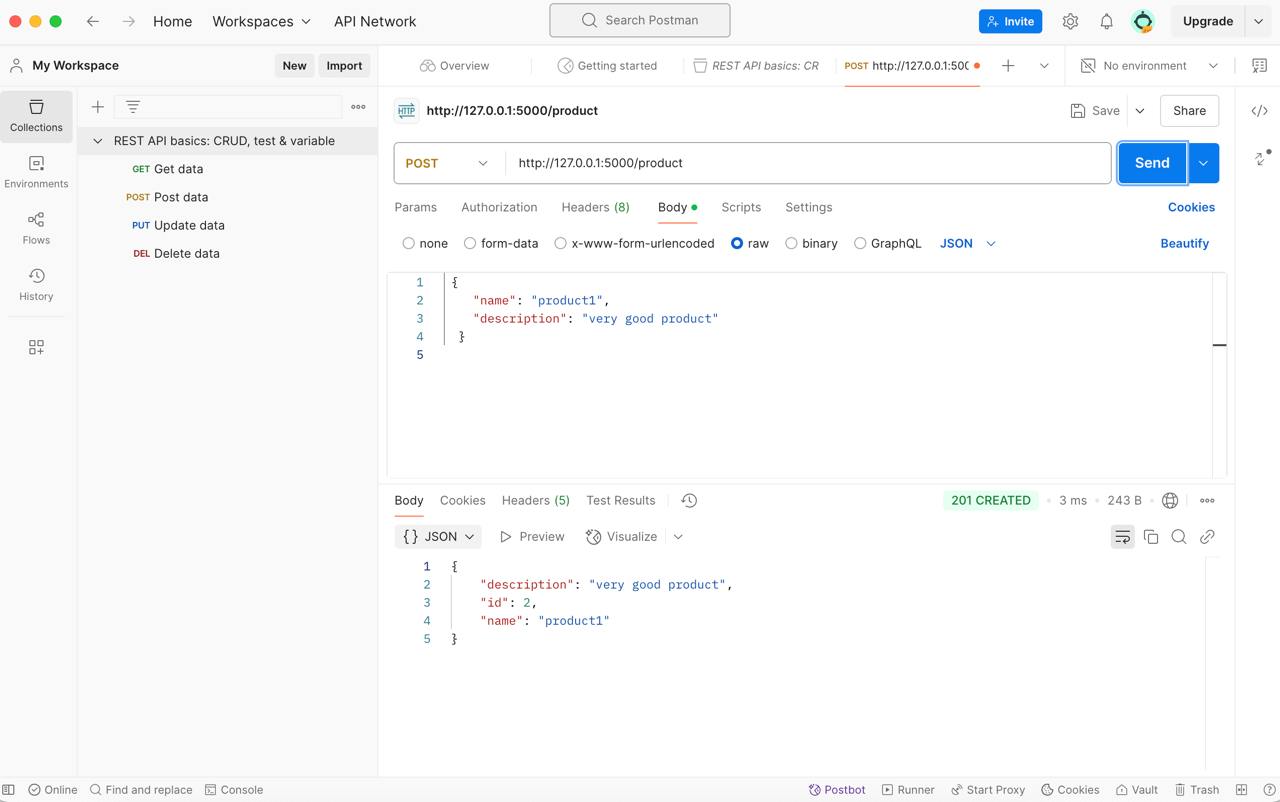 Home Workspaces API Network Search Postman Invite Upgrade
My Workspace New Import Overview Getting started REST API basics: CR POST http://127.0.0.1:500 No environment
Collections
Environments
Flows
History
REST API basics: CRUD, test & variable
GET Get data
POST Post data
PUT Update data
DEL Delete data
HTTP http://127.0.0.1:5000/product Save Share
POST http://127.0.0.1:5000/product Send
Params Authorization Headers (8) Body Scripts Settings Cookies
none form-data x-www-form-urlencoded raw binary GraphQL JSON Beautify
1 {
2 "name": "product1",
3 "description": "very good product"
4 }
5
Body Cookies Headers (5) Test Results 201 CREATED • 3 ms • 243 B •
{} JSON Preview Visualize
1 {
2 "description": "very good product",
3 "id": 2,
4 "name": "product1"
5 }
Online Find and replace Console Postbot Runner Start Proxy Cookies Vault Trash